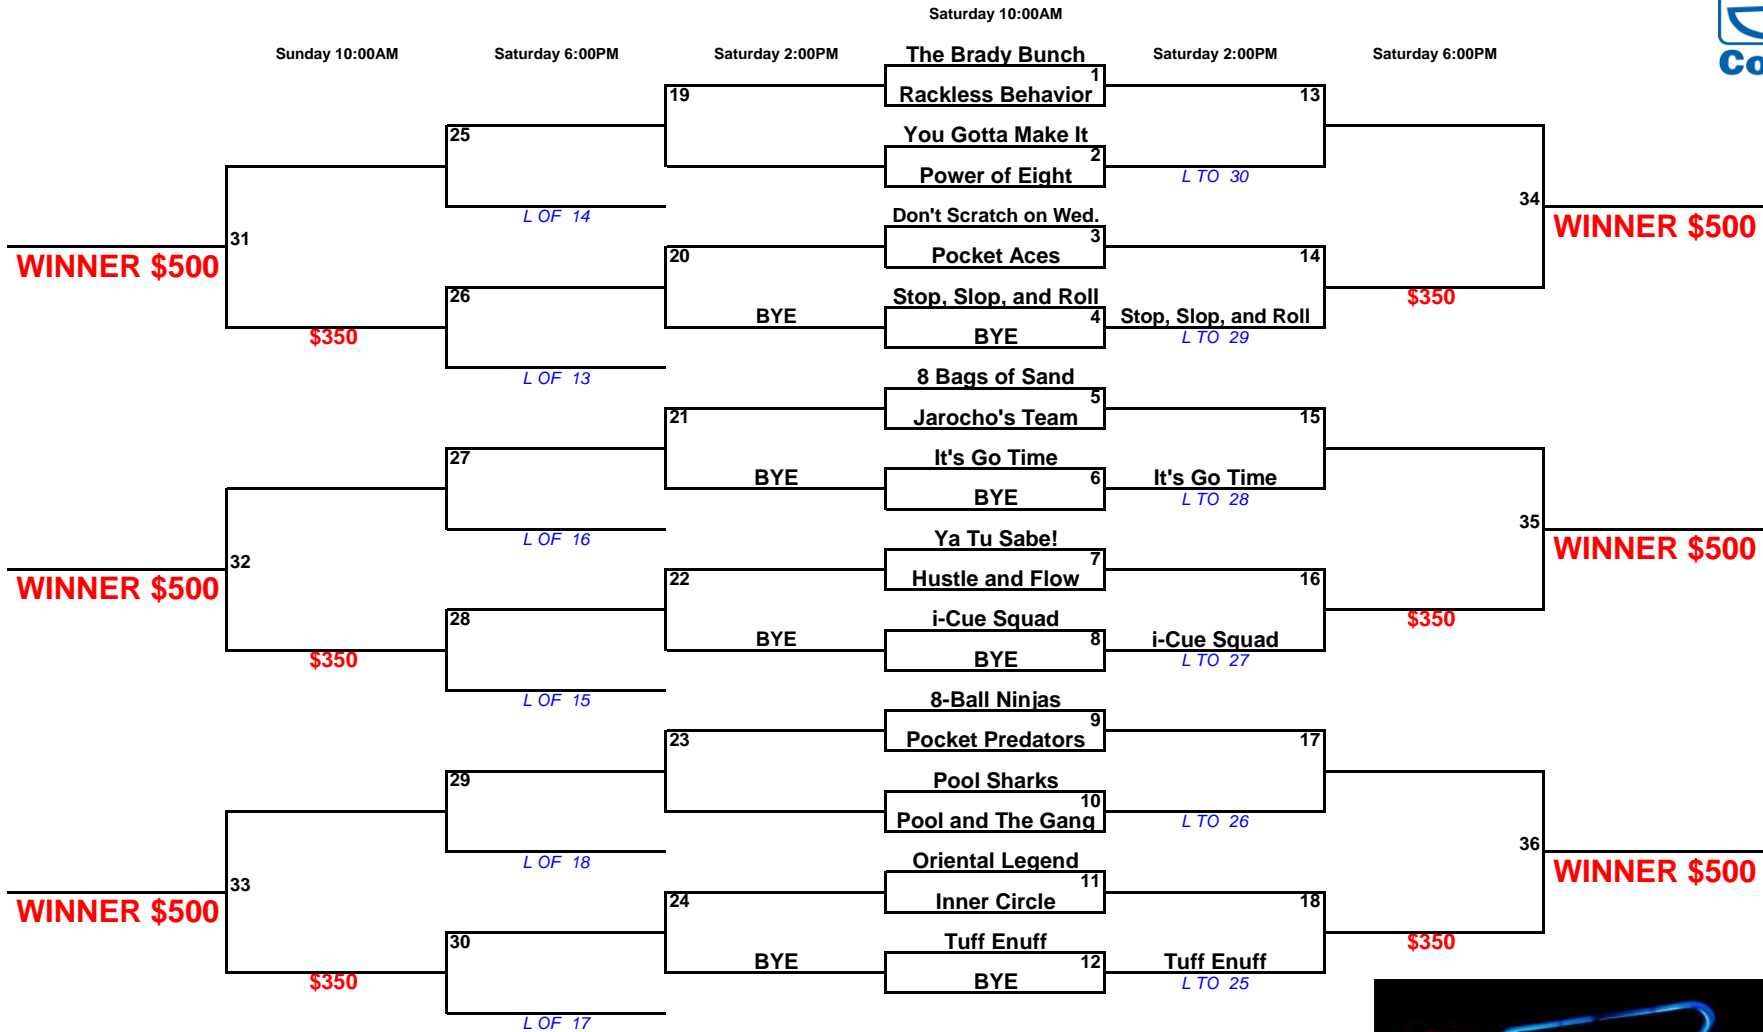 Saturday 10:00AM
Sunday 10:00AM
Saturday 6:00PM
Saturday 2:00PM
The Brady Bunch
Saturday 2:00PM
Saturday 6:00PM
Co
1
19
Rackless Behavior
13
25
You Gotta Make It
2
Power of Eight
L TO 30
34
L OF 14
Don't Scratch on Wed.
WINNER $500
31
3
WINNER $500
20
Pocket Aces
14
26
Stop, Slop, and Roll
$350
BYE
4
Stop, Slop, and Roll
$350
BYE
L TO 29
L OF 13
8 Bags of Sand
5
21
Jarocho's Team
15
27
It's Go Time
BYE
6
It's Go Time
BYE
L TO 28
35
L OF 16
Ya Tu Sabe!
WINNER $500
32
7
WINNER $500
22
Hustle and Flow
16
28
i-Cue Squad
$350
BYE
8
i-Cue Squad
$350
BYE
L TO 27
L OF 15
8-Ball Ninjas
9
23
Pocket Predators
17
29
Pool Sharks
10
Pool and The Gang
L TO 26
36
L OF 18
Oriental Legend
WINNER $500
33
11
WINNER $500
24
Inner Circle
18
30
Tuff Enuff
$350
BYE
12
Tuff Enuff
$350
BYE
L TO 25
L OF 17